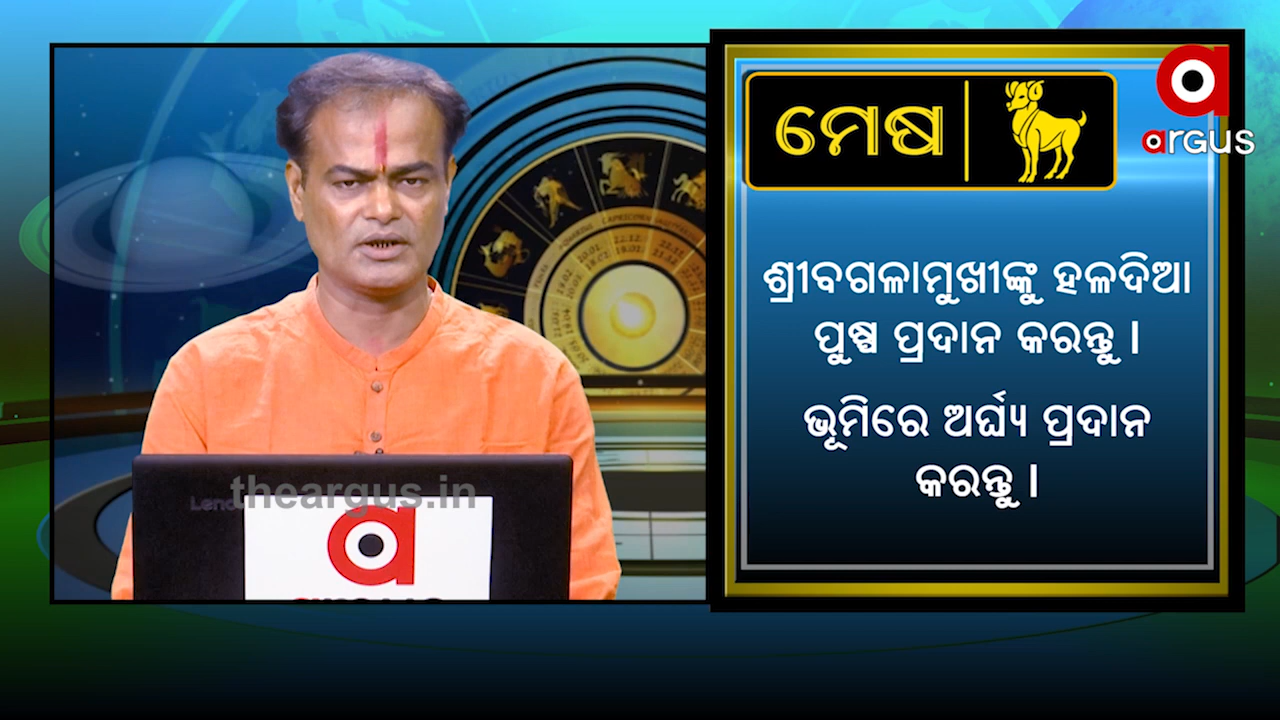 ମେଷ
argus
ଶ୍ରୀବଗଳାମୁଖୀଙ୍କୁ ହଳଦିଆ
ପୁଷ୍ପ ପ୍ରଦାନ କରନ୍ତୁ ।
ଭୂମିରେ ଅର୍ଘ୍ୟ ପ୍ରଦାନ
କରନ୍ତୁ ।
theargus.in